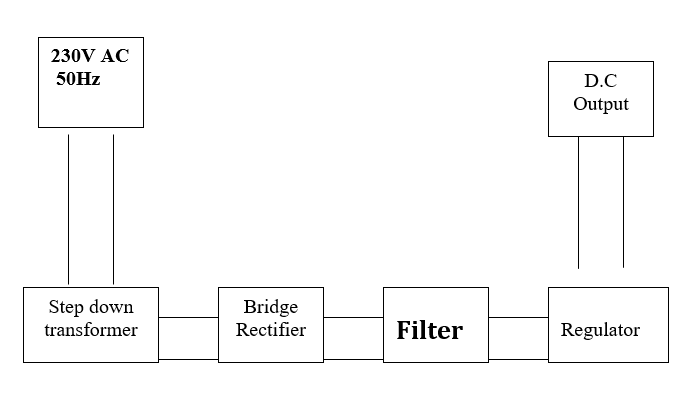 230V AC
50Hz
D.C
Output
Step down
transformer
Bridge
Rectifier
Filter
Regulator